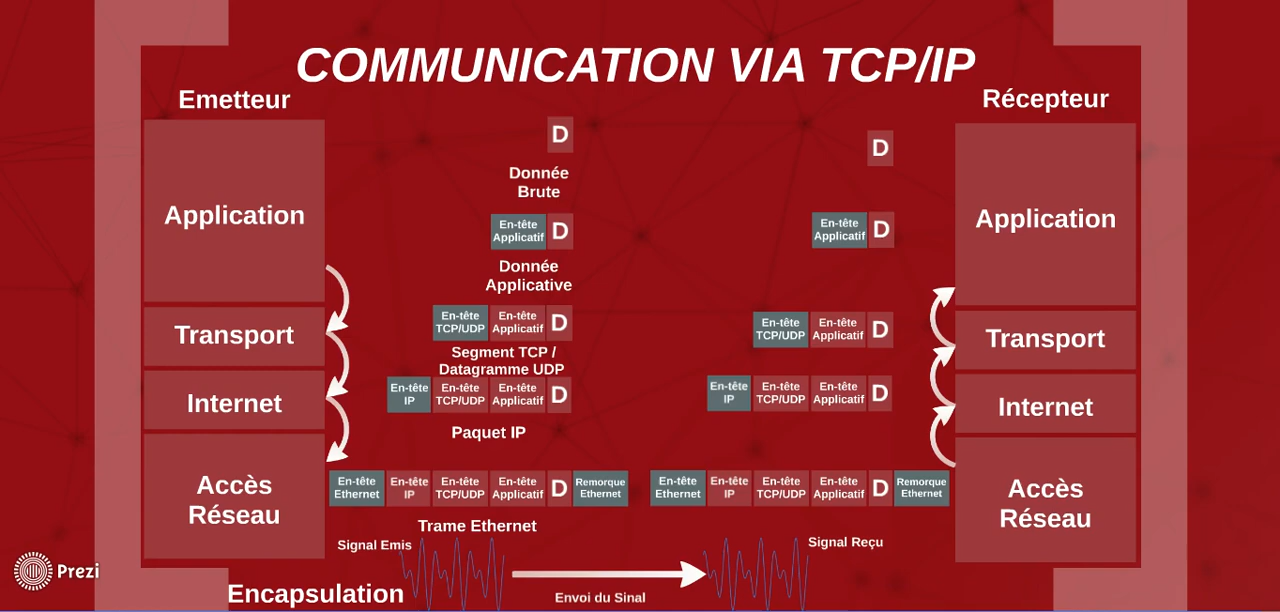 COMMUNICATION VIA TCP/IP
Emetteur
Récepteur
Application
Transport
Internet
Accès
Réseau
D
Donnée
Brute
En-tête
Applicatif
D
Donnée
Applicative
En-tête
TCP/UDP
En-tête
Applicatif
D
Segment TCP /
Datagramme UDP
En-tête
IP
En-tête
TCP/UDP
En-tête
Applicatif
D
Paquet IP
En-tête
Ethernet
En-tête
IP
En-tête
TCP/UDP
En-tête
Applicatif
D
Remorque
Ethernet
Trame Ethernet
D
En-tête
Applicatif
D
En-tête
TCP/UDP
En-tête
Applicatif
D
En-tête
IP
En-tête
TCP/UDP
En-tête
Applicatif
D
En-tête
Ethernet
En-tête
IP
En-tête
TCP/UDP
En-tête
Applicatif
D
Remorque
Ethernet
Application
Transport
Internet
Accès
Réseau
Signal Emis
Signal Reçu
Envoi du Sinal
Encapsulation
Prezi